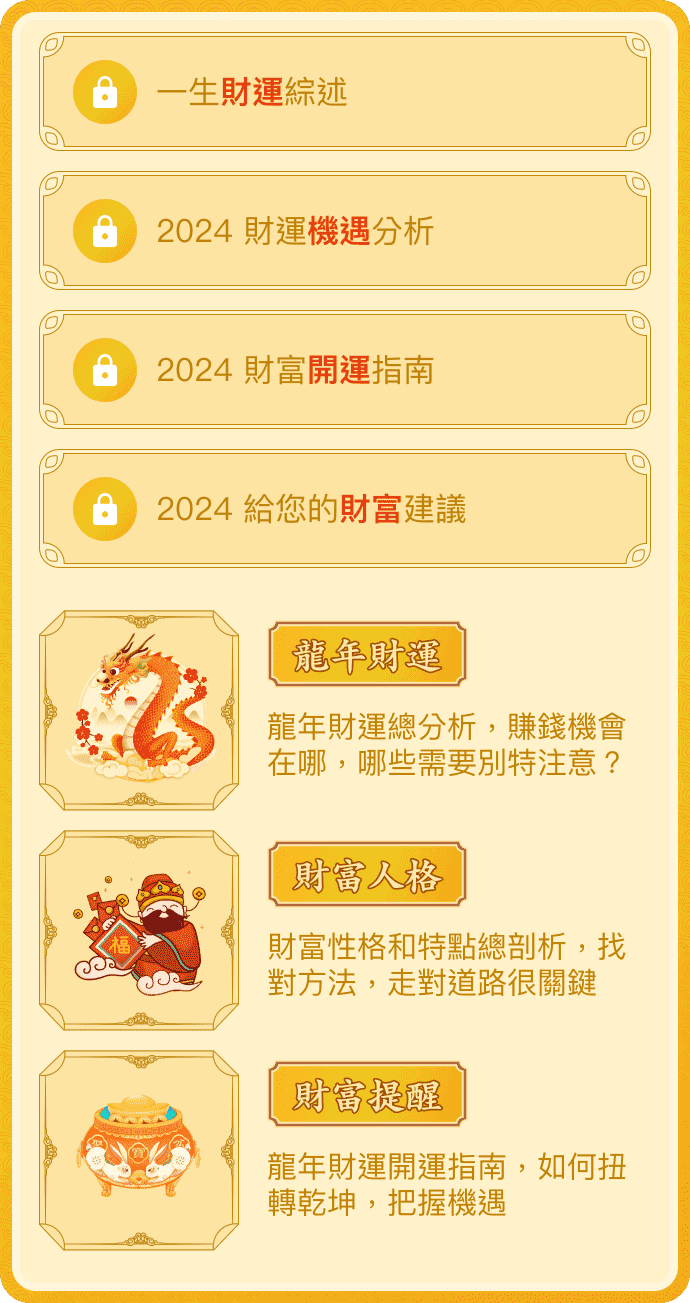 一生財運綜述
2024 財運機遇分析
2024 財富開運指南
2024 給您的財富建議
龍年財運
龍年財運總分析，賺錢機會
在哪，哪些需要別特注意？
福
財富人格
財富性格和特點總剖析，找
對方法，走對道路很關鍵
財富提醒
龍年財運開運指南，如何扭
轉乾坤，把握機遇